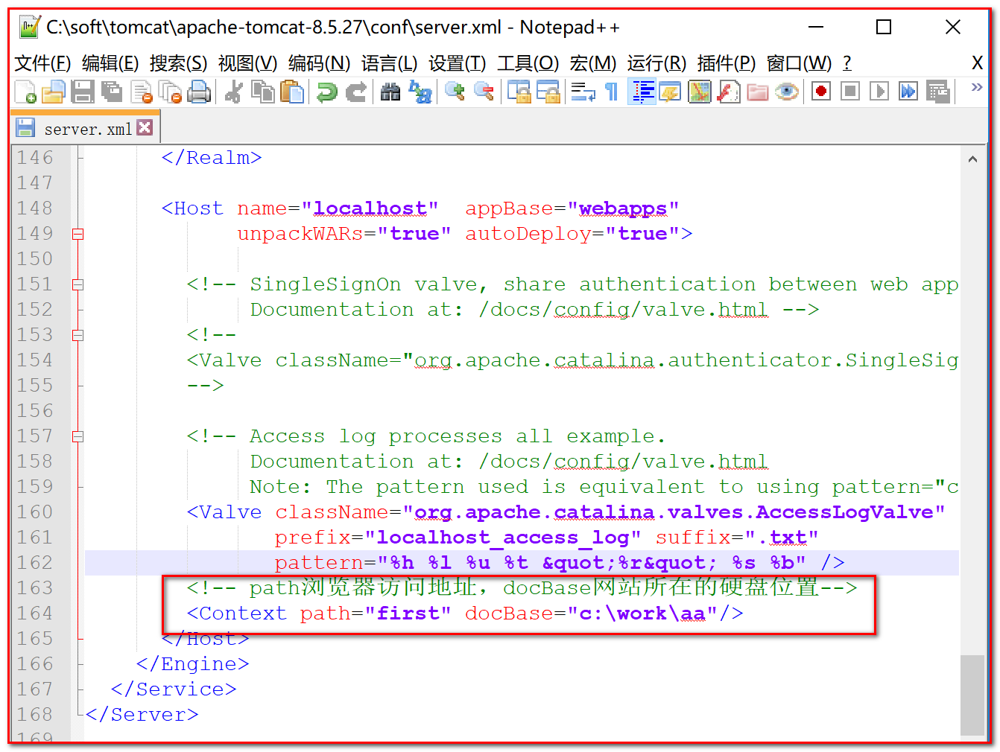 C:\soft\tomcat\apache-tomcat-8.5.27\conf\server.xml - Notepad++
文件(F) 编辑(E) 搜索(S) 视图(V) 编码(N) 语言(L) 设置(T) 工具(O) 宏(M) 运行(R) 插件(P) 窗口(W) ? X
server.xml
146 </Realm>
147
148 <Host name="localhost" appBase="webapps"
149 unpackWARs="true" autoDeploy="true">
150
151 <!-- SingleSignOn valve, share authentication between web app
152 Documentation at: /docs/config/valve.html -->
153 <!--
154 <Valve className="org.apache.catalina.authenticator.SingleSig
155 -->
156
157 <!-- Access log processes all example.
158 Documentation at: /docs/config/valve.html
159 Note: The pattern used is equivalent to using pattern="c
160 <Valve className="org.apache.catalina.valves.AccessLogValve"
161 prefix="localhost_access_log" suffix=".txt"
162 pattern="%h %l %u %t &quot;%r&quot; %s %b" />
163 <!-- path浏览器访问地址，docBase网站所在的硬盘位置-->
164 <Context path="first" docBase="c:\work\aa"/>
165 </Host>
166 </Engine>
167 </Service>
168 </Server>
169